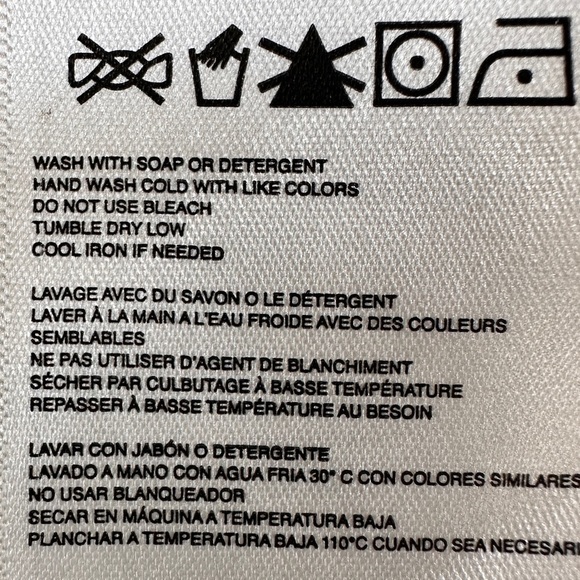 WASH WITH SOAP OR DETERGENT
HAND WASH COLD WITH LIKE COLORS
DO NOT USE BLEACH
TUMBLE DRY LOW
COOL IRON IF NEEDED
LAVAGE AVEC DU SAVON O LE DÉTERGENT
LAVER À LA MAIN A L'EAU FROIDE AVEC DES COULEURS
SEMBLABLES
NE PAS UTILISER D'AGENT DE BLANCHIMENT
SÉCHER PAR CULBUTAGE À BASSE TEMPÉRATURE
REPASSER À BASSE TEMPÉRATURE AU BESOIN
LAVAR CON JABÓN O DETERGENTE
LAVADO A MANO CON AGUA FRIA 30° C CON COLORES SIMILARES
NO USAR BLANQUEADOR
SECAR EN MÁQUINA A TEMPERATURA BAJA
PLANCHAR A TEMPERATURA BAJA 110°C CUANDO SEA NECESARI